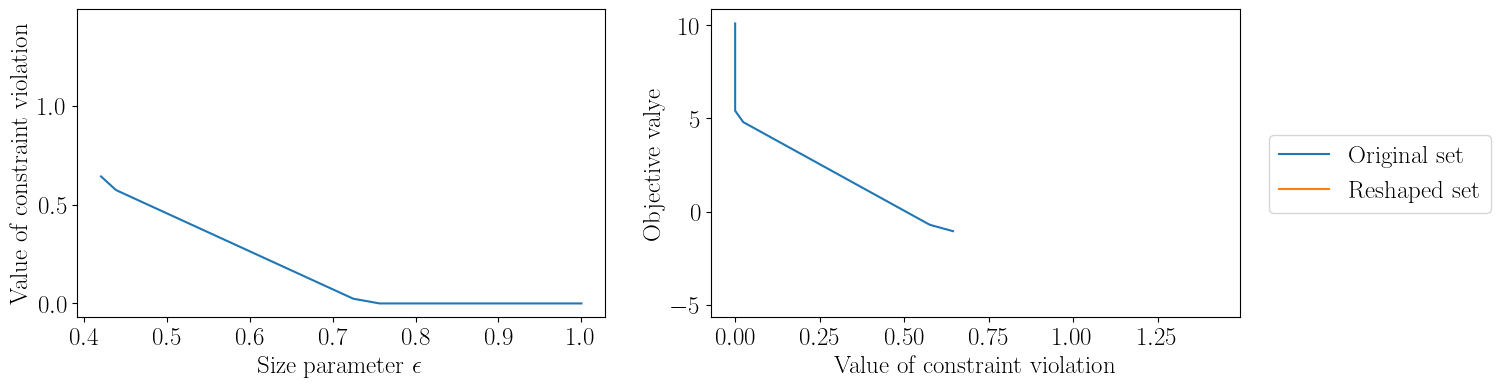 Value of constraint violation
1.0
0.5
0.0
0.4 0.5 0.6 0.7 0.8 0.9 1.0
Size parameter ϵ
Objective valye
10
5
0
−5
0.00 0.25 0.50 0.75 1.00 1.25
Value of constraint violation
Original set
Reshaped set